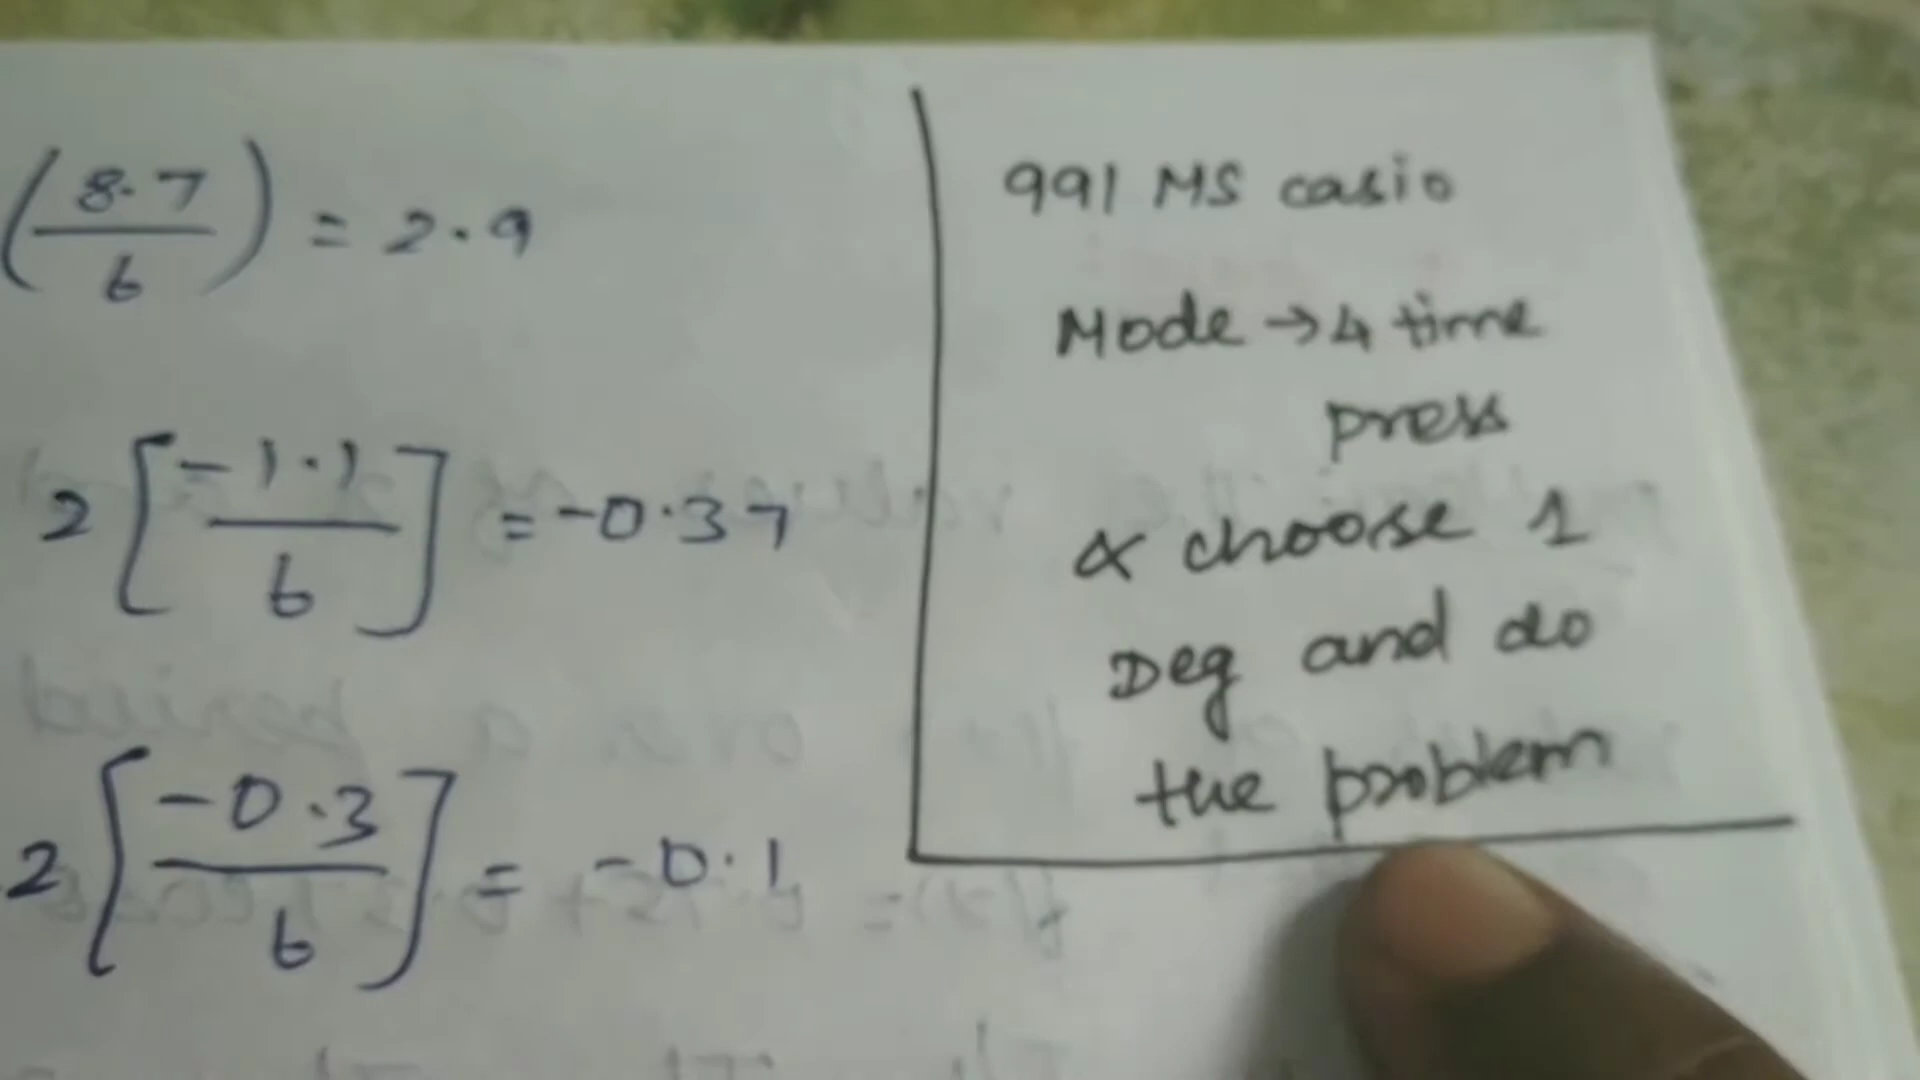 (8.7/6) = 2.9
2[-1.1/6] = -0.37
2[-0.3/6] = -0.1
991 MS casio
Mode → 4 time
press
& choose 1
Deg and do
the problem